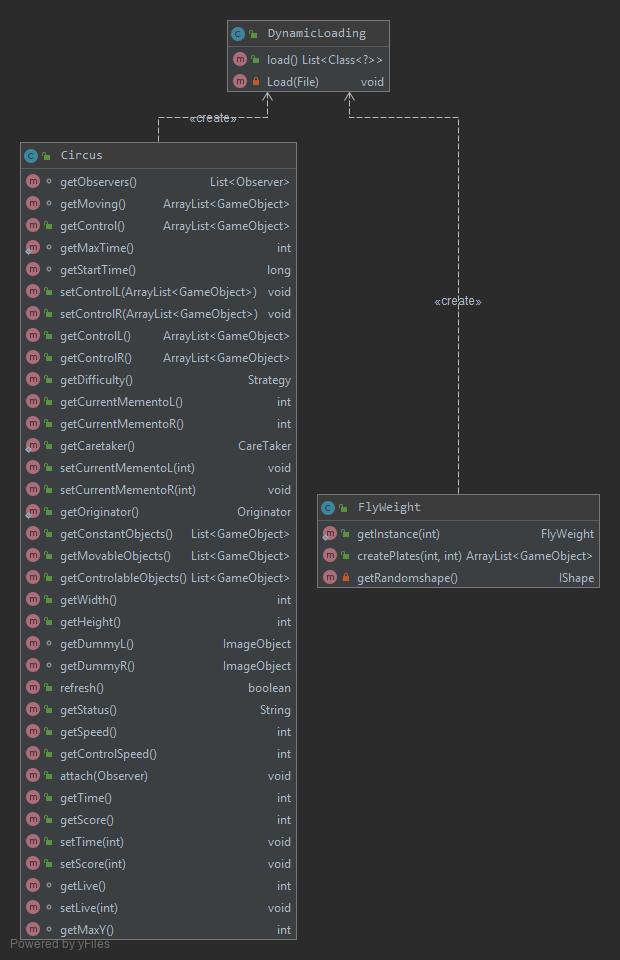 DynamicLoading
load() List<Class<?>>
Load(File) void
«create»
Circus
getObservers() List<Observer>
getMoving() ArrayList<GameObject>
getControl() ArrayList<GameObject>
getMaxTime() int
getStartTime() long
setControlL(ArrayList<GameObject>) void
setControlR(ArrayList<GameObject>) void
getControlL() ArrayList<GameObject>
getControlR() ArrayList<GameObject>
getDifficulty() Strategy
getCurrentMementoL() int
getCurrentMementoR() int
getCaretaker() CareTaker
setCurrentMementoL(int) void
setCurrentMementoR(int) void
getOriginator() Originator
getConstantObjects() List<GameObject>
getMovableObjects() List<GameObject>
getControlableObjects() List<GameObject>
getWidth() int
getHeight() int
getDummyL() ImageObject
getDummyR() ImageObject
refresh() boolean
getStatus() String
getSpeed() int
getControlSpeed() int
attach(Observer) void
getTime() int
getScore() int
setTime(int) void
setScore(int) void
getLive() int
setLive(int) void
getMaxY() int
«create»
FlyWeight
getInstance(int) FlyWeight
createPlates(int, int) ArrayList<GameObject>
getRandomshape() IShape
Powered by yFiles